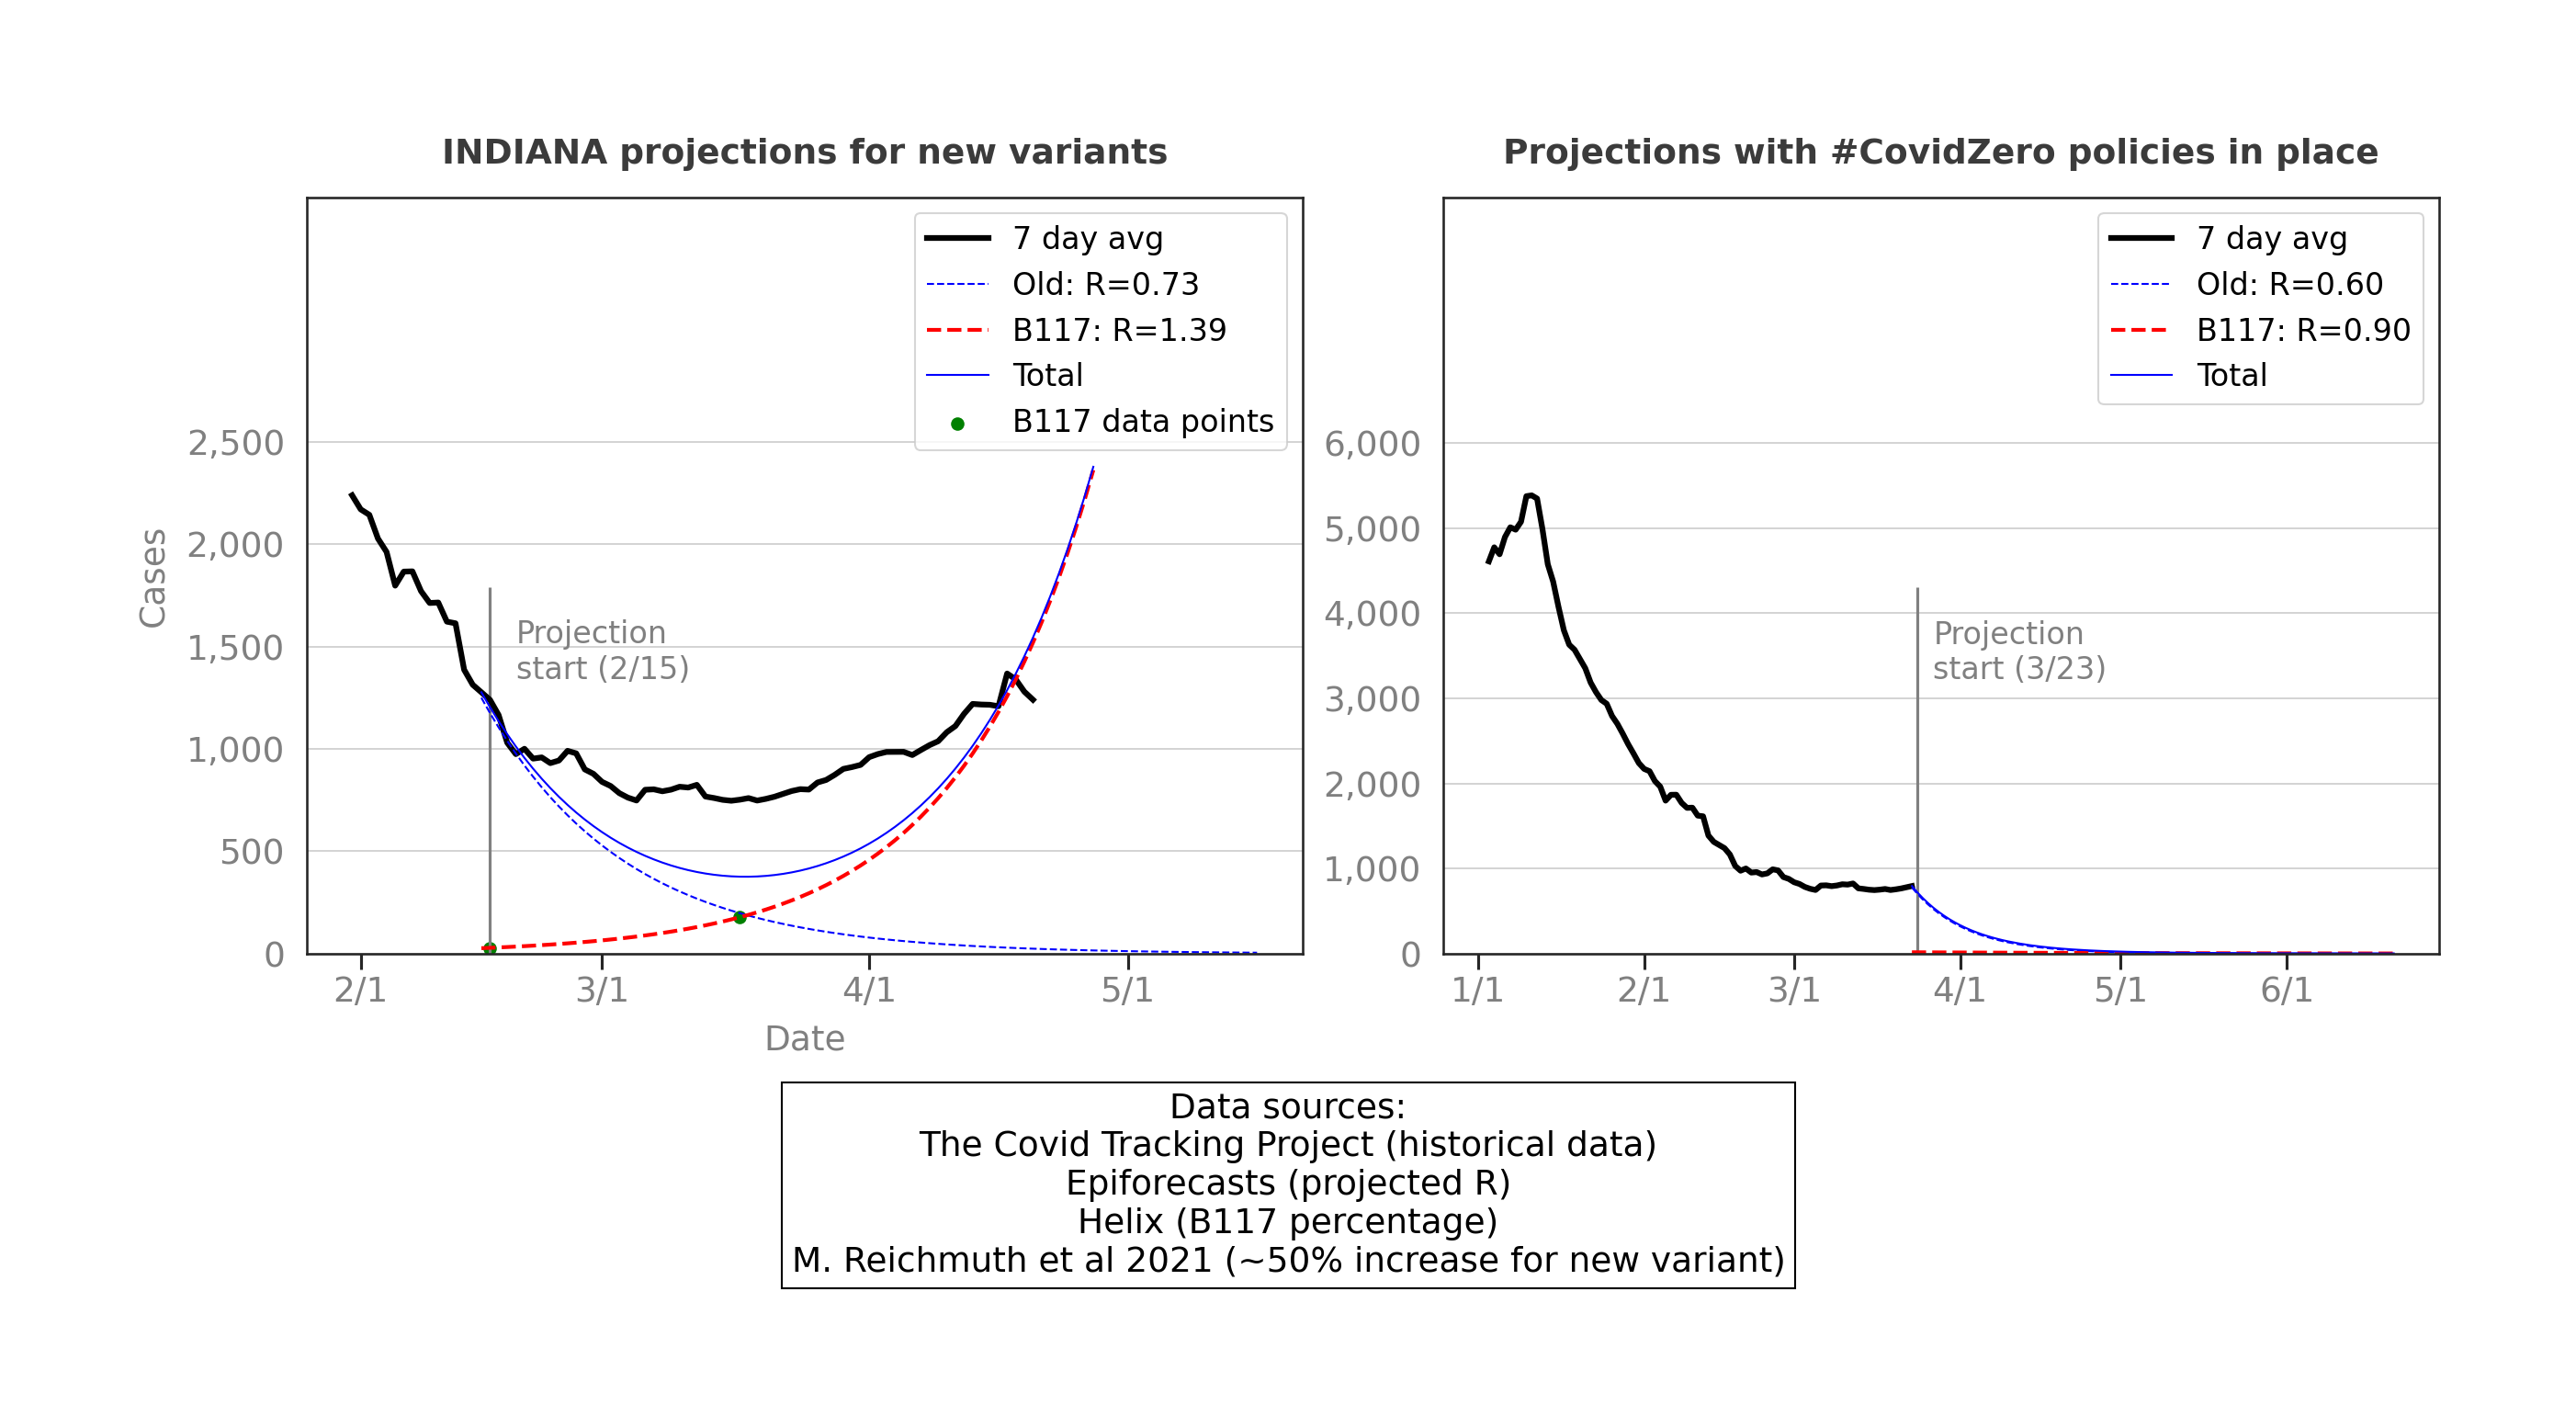 INDIANA projections for new variants
7 day avg
Old: R=0.73
B117: R=1.39
Total
B117 data points
2,500
2,000
1,500
1,000
500
0
Cases
Projection
start (2/15)
2/1
3/1
4/1
5/1
Date
Projections with #CovidZero policies in place
7 day avg
Old: R=0.60
B117: R=0.90
Total
6,000
5,000
4,000
3,000
2,000
1,000
0
Projection
start (3/23)
1/1
2/1
3/1
4/1
5/1
6/1
Data sources:
The Covid Tracking Project (historical data)
Epiforecasts (projected R)
Helix (B117 percentage)
M. Reichmuth et al 2021 (~50% increase for new variant)